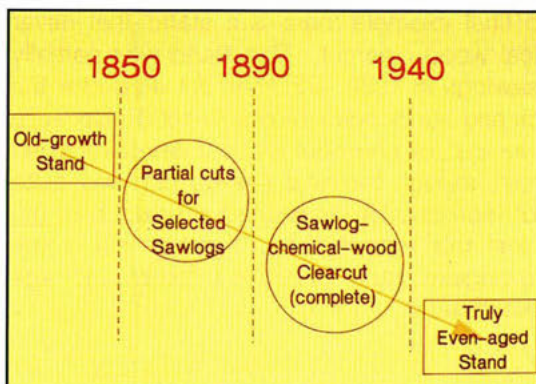 1850
1890
1940
Old-growth
Stand
Partial cuts
for
Selected
Sawlogs
Sawlog-
chemical-wood
Clearcut
(complete)
Truly
Even-aged
Stand